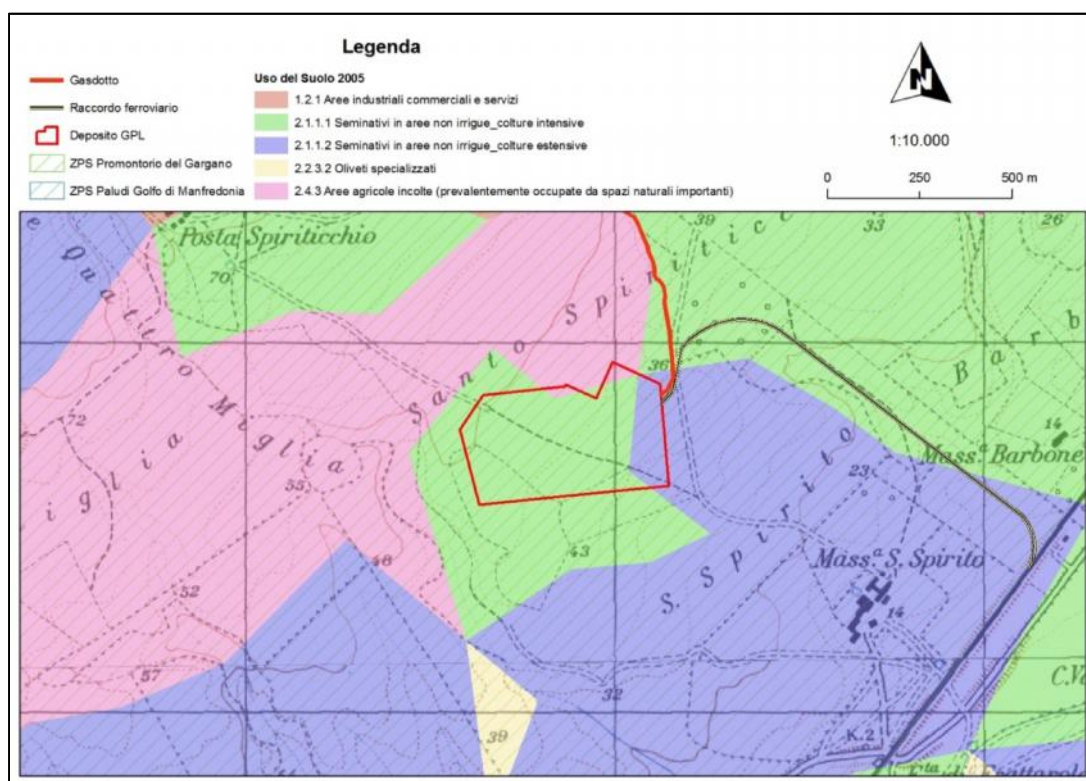 Legenda
Gasdotto
Raccordo ferroviario
Deposito GPL
ZPS Promontorio del Gargano
ZPS Paludi Golfo di Manfredonia
Uso del Suolo 2005
1.2.1 Aree industriali commerciali e servizi
2.1.1.1 Seminativi in aree non irrigue_colture intensive
2.1.1.2 Seminativi in aree non irrigue_colture estensive
2.2.3.2 Oliveti specializzati
2.4.3 Aree agricole incolte (prevalentemente occupate da spazi naturali importanti)
N
1:10.000
0 250 500 m
39
33
26
Posta Spiriticchio
70
Quattro Miglia
Santo Spiritic
Barb
36
72
iglia
14
Mass.ª Barbone
55
23
S. Spirito
48
43
Mass.ª S. Spirito
14
52
57
32
C.Va
39
K.2